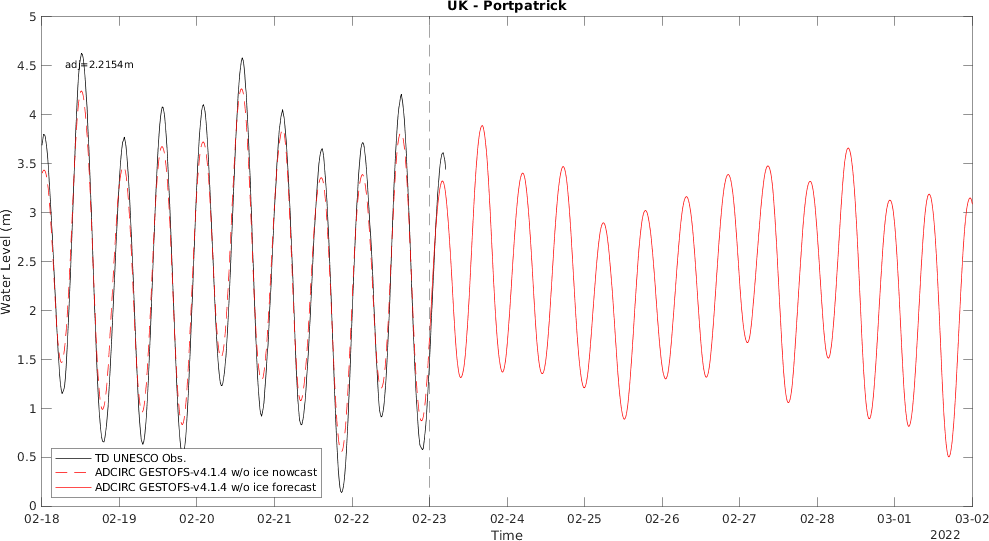 UK - Portpatrick
5
4.5
4
3.5
3
2.5
2
1.5
1
0.5
0
Water Level (m)
adj=2.2154m
TD UNESCO Obs.
ADCIRC GESTOFS-v4.1.4 w/o ice nowcast
ADCIRC GESTOFS-v4.1.4 w/o ice forecast
02-18 02-19 02-20 02-21 02-22 02-23 02-24 02-25 02-26 02-27 02-28 03-01 03-02
Time
2022